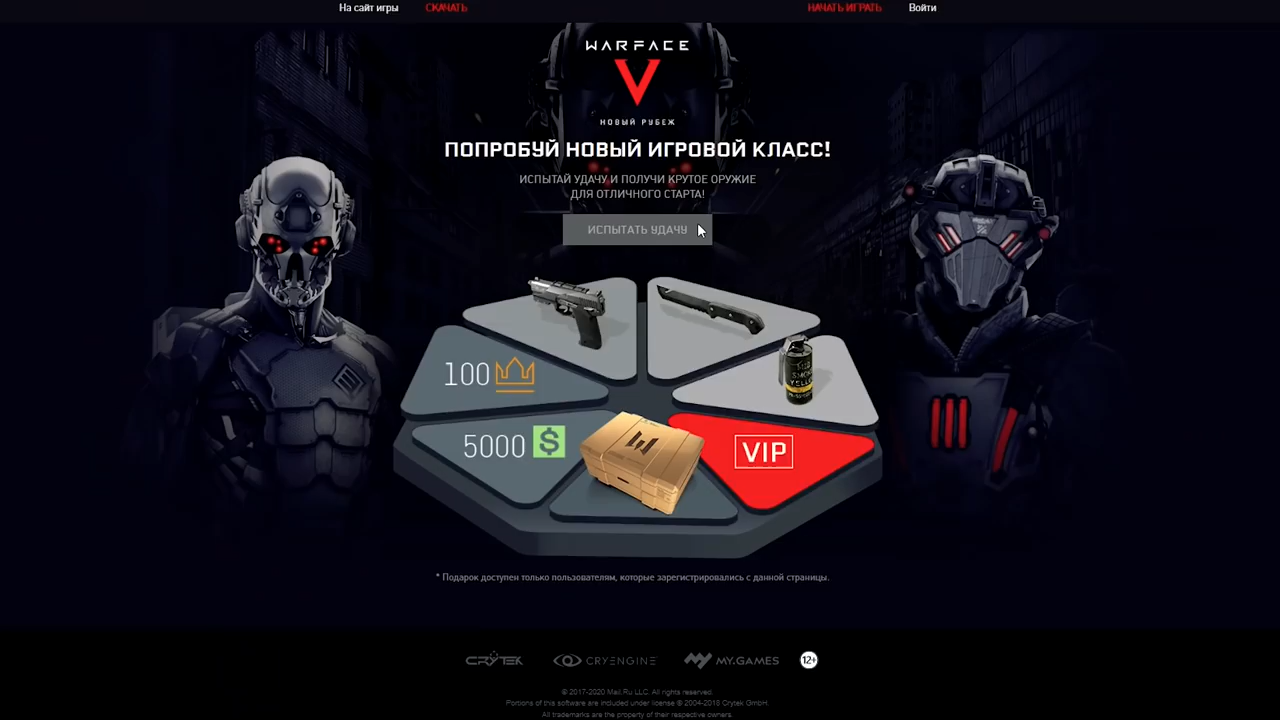 На сайт игры
СКАЧАТЬ
НАЧАТЬ ИГРАТЬ
Войти
WARFACE
V
НОВЫЙ РУБЕЖ
ПОПРОБУЙ НОВЫЙ ИГРОВОЙ КЛАСС!
ИСПЫТАЙ УДАЧУ И ПОЛУЧИ КРУТОЕ ОРУЖИЕ
ДЛЯ ОТЛИЧНОГО СТАРТА!
ИСПЫТАТЬ УДАЧУ
100
SMOKE
YELLOW
5000 $
W
VIP
* Подарок доступен только пользователям, которые зарегистрировались с данной страницы.
CRYTEK
CRYENGINE
MY.GAMES
12+
© 2017-2020 Mail.Ru LLC. All rights reserved.
Portions of this software are included under license © 2004-2018 Crytek GmbH.
All trademarks are the property of their respective owners.